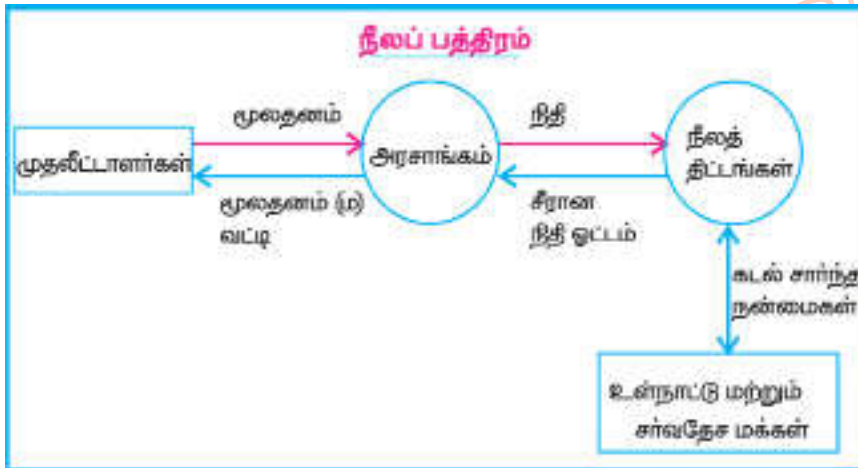 நீலப் பத்திரம்
மூலதனம்
நிதி
முதலீட்டாளர்கள்
அரசாங்கம்
நீலத்
திட்டங்கள்
மூலதனம் (ம)
வட்டி
சீரான
நிதி ஓட்டம்
கடல் சார்ந்த
நன்மைகள்
உள்நாட்டு மற்றும்
சர்வதேச மக்கள்